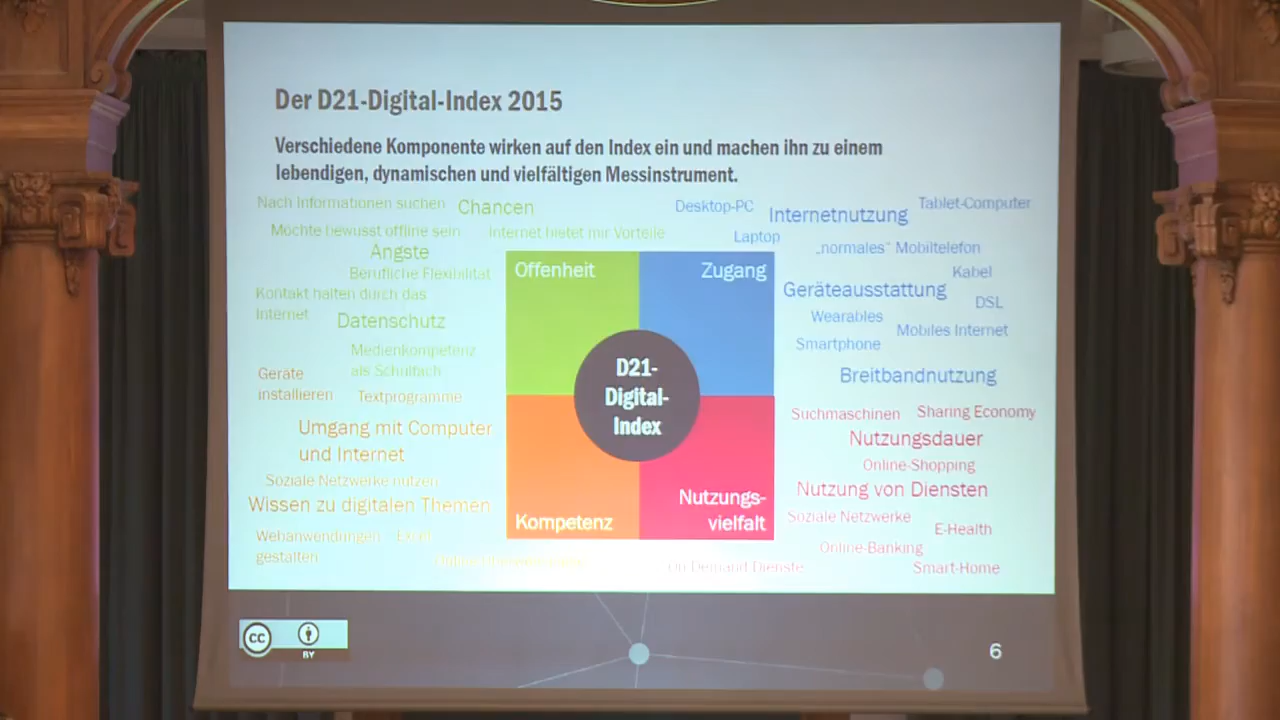 Der D21-Digital-Index 2015
Verschiedene Komponente wirken auf den Index ein und machen ihn zu einem
lebendigen, dynamischen und vielfältigen Messinstrument.
Nach Informationen suchen
Chancen
Möchte bewusst offline sein
Internet bietet mir Vorteile
Ängste
Berufliche Flexibilität
Kontakt halten durch das
Internet
Datenschutz
Medienkompetenz
als Schulfach
Desktop-PC
Internetnutzung
Tablet-Computer
Laptop
„normales“ Mobiltelefon
Kabel
Geräteausstattung
DSL
Wearables
Mobiles Internet
Smartphone
Breitbandnutzung
Offenheit
Zugang
D21-
Digital-
Index
Kompetenz
Nutzungs-
vielfalt
Geräte
installieren
Textprogramme
Umgang mit Computer
und Internet
Soziale Netzwerke nutzen
Wissen zu digitalen Themen
Webanwendungen
gestalten
Excel
Suchmaschinen
Sharing Economy
Nutzungsdauer
Online-Shopping
Nutzung von Diensten
Soziale Netzwerke
E-Health
Online-Banking
On Demand Dienste
Smart-Home
cc
BY
6